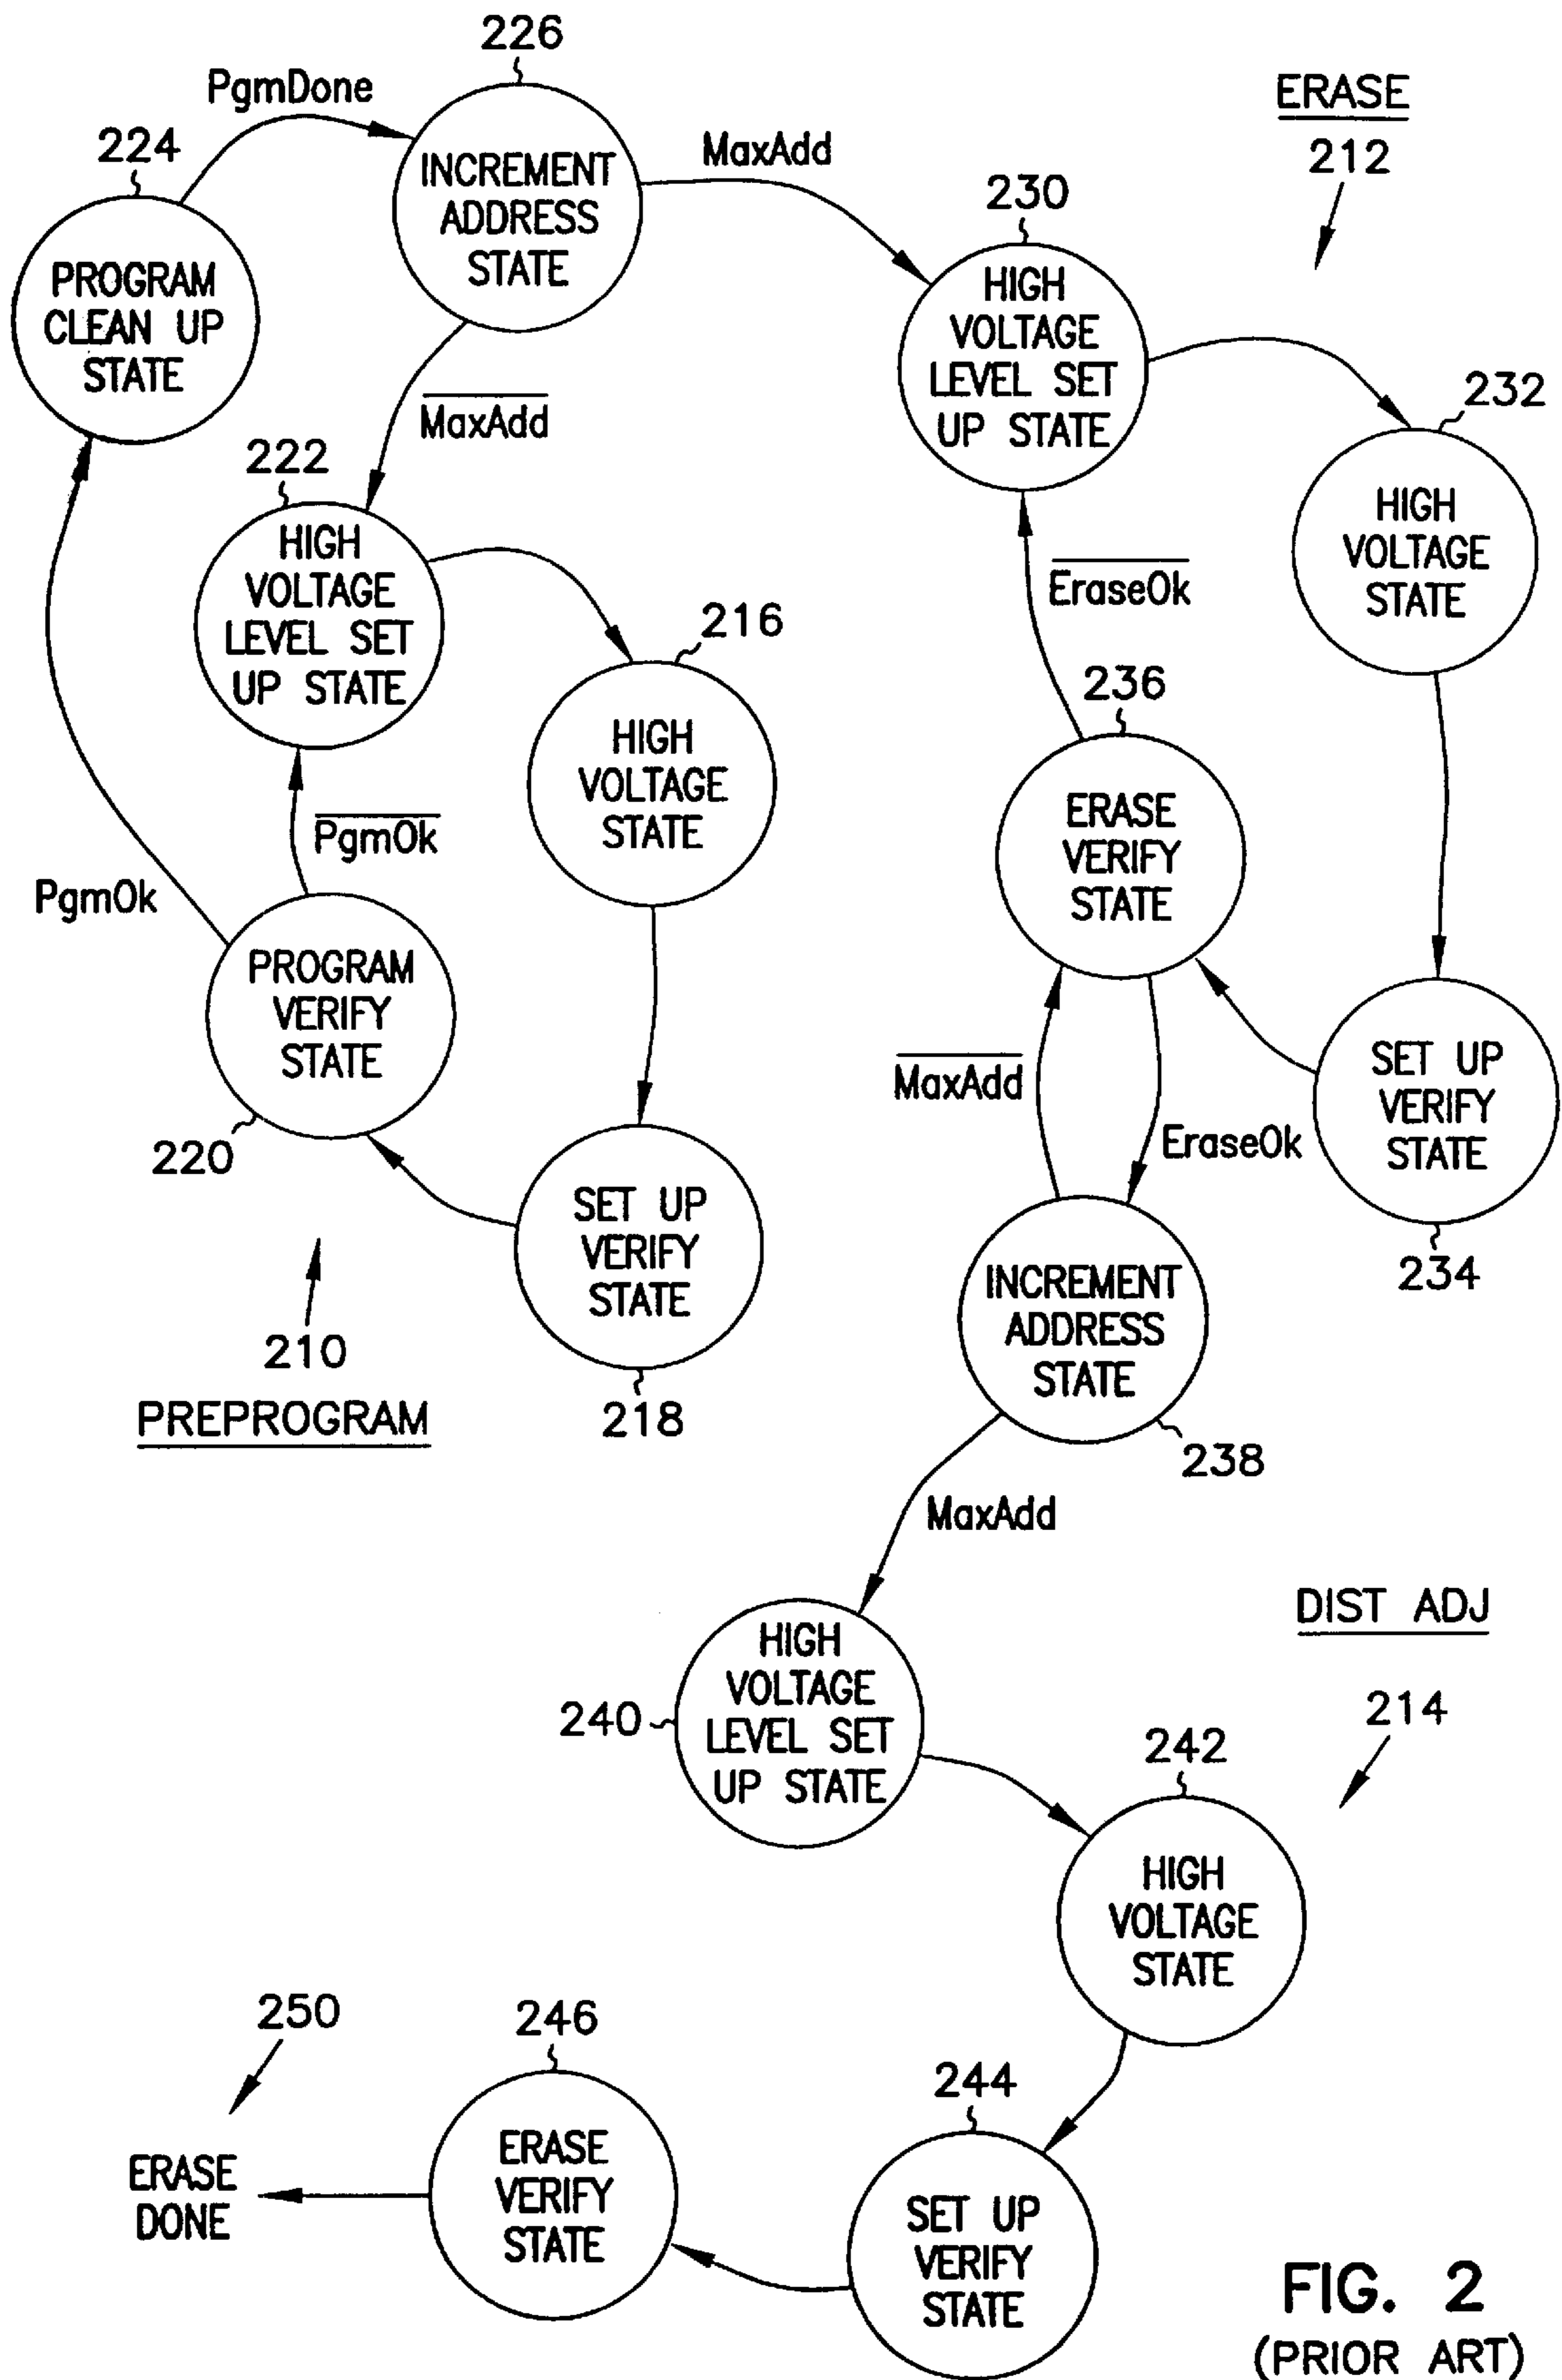 226
PgmDone
ERASE
212
224
INCREMENT
ADDRESS
STATE
MaxAdd
230
PROGRAM
CLEAN UP
STATE
HIGH
VOLTAGE
LEVEL SET
UP STATE
232
M̅a̅x̅A̅d̅d̅
222
HIGH
VOLTAGE
LEVEL SET
UP STATE
HIGH
VOLTAGE
STATE
E̅r̅a̅s̅e̅O̅k̅
216
236
HIGH
VOLTAGE
STATE
P̅g̅m̅O̅k̅
PgmOk
ERASE
VERIFY
STATE
PROGRAM
VERIFY
STATE
220
M̅a̅x̅A̅d̅d̅
EraseOk
SET UP
VERIFY
STATE
234
SET UP
VERIFY
STATE
218
210
PREPROGRAM
INCREMENT
ADDRESS
STATE
238
MaxAdd
DIST ADJ
214
240
HIGH
VOLTAGE
LEVEL SET
UP STATE
242
HIGH
VOLTAGE
STATE
250
246
244
ERASE
DONE
ERASE
VERIFY
STATE
SET UP
VERIFY
STATE
FIG. 2
(PRIOR ART)